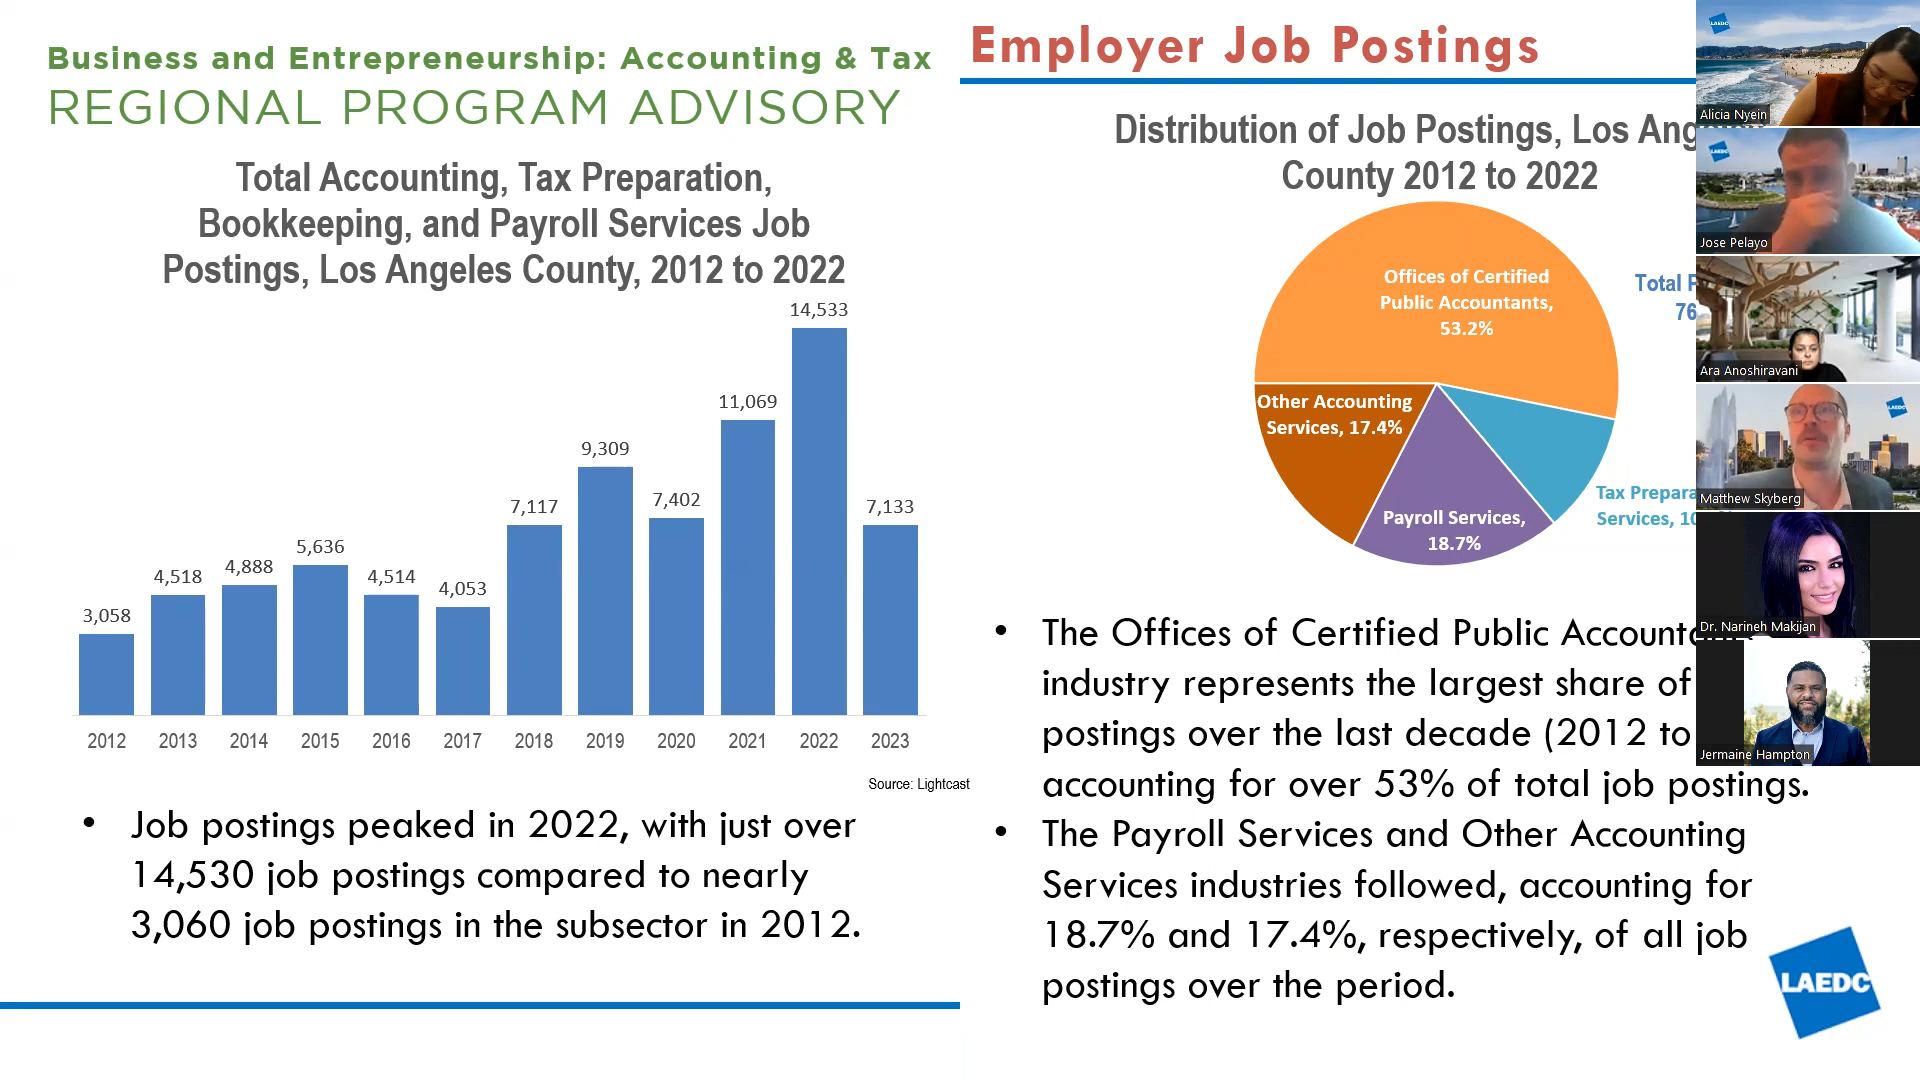 Business and Entrepreneurship: Accounting & Tax
REGIONAL PROGRAM ADVISORY
Total Accounting, Tax Preparation,
Bookkeeping, and Payroll Services Job
Postings, Los Angeles County, 2012 to 2022
3,058
4,518
4,888
5,636
4,514
4,053
7,117
9,309
7,402
11,069
14,533
7,133
2012 2013 2014 2015 2016 2017 2018 2019 2020 2021 2022 2023
Source: Lightcast
• Job postings peaked in 2022, with just over
14,530 job postings compared to nearly
3,060 job postings in the subsector in 2012.
Employer Job Postings
Distribution of Job Postings, Los
County 2012 to 2022
Offices of Certified
Public Accountants,
53.2%
Total
Other Accounting
Services, 17.4%
Payroll Services,
18.7%
Tax
Services,
• The Offices of Certified Public
industry represents the largest share of
postings over the last decade (2012 to
accounting for over 53% of total job postings.
• The Payroll Services and Other Accounting
Services industries followed, accounting for
18.7% and 17.4%, respectively, of all job
postings over the period.
LAEDC
LAEDC
Alicia Nyein
LAEDC
Jose Pelayo
Ara Anoshiravani
LAEDC
Matthew Skyberg
Dr. Narineh Makijan
Jermaine Hampton